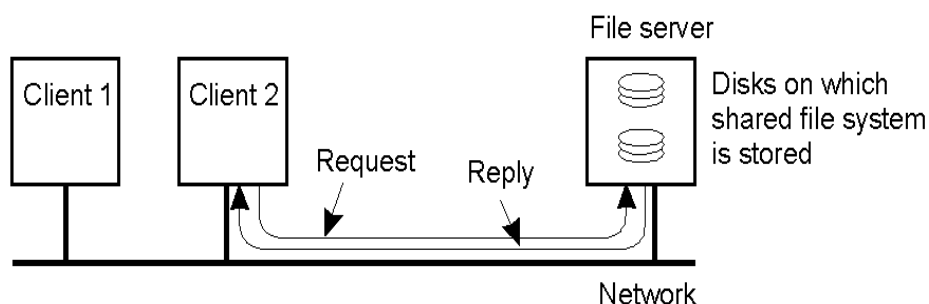 File server
Client 1
Client 2
Disks on which
shared file system
is stored
Request
Reply
Network